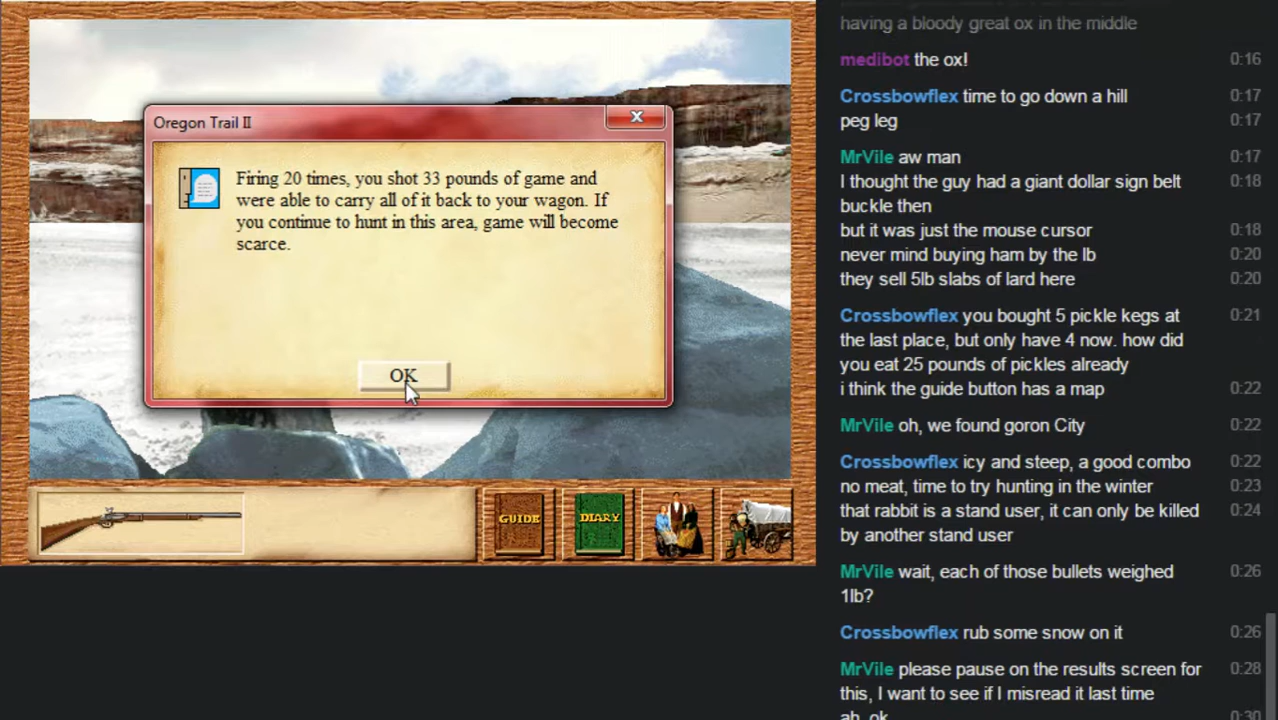 having a bloody great ox in the middle
medibot the ox! 0:16
Crossbowflex time to go down a hill 0:17
peg leg 0:17
MrVile aw man 0:17
I thought the guy had a giant dollar sign belt 0:18
buckle then
but it was just the mouse cursor 0:18
never mind buying ham by the lb 0:20
they sell 5lb slabs of lard here 0:20
Crossbowflex you bought 5 pickle kegs at 0:21
the last place, but only have 4 now. how did
you eat 25 pounds of pickles already
i think the guide button has a map 0:22
MrVile oh, we found goron City 0:22
Crossbowflex icy and steep, a good combo 0:22
no meat, time to try hunting in the winter 0:23
that rabbit is a stand user, it can only be killed 0:24
by another stand user
MrVile wait, each of those bullets weighed 0:26
1lb?
Crossbowflex rub some snow on it 0:26
MrVile please pause on the results screen for 0:28
this, I want to see if I misread it last time
ah, ok 0:30
Oregon Trail II
Firing 20 times, you shot 33 pounds of game and
were able to carry all of it back to your wagon. If
you continue to hunt in this area, game will become
scarce.
OK
GUIDE
DIARY